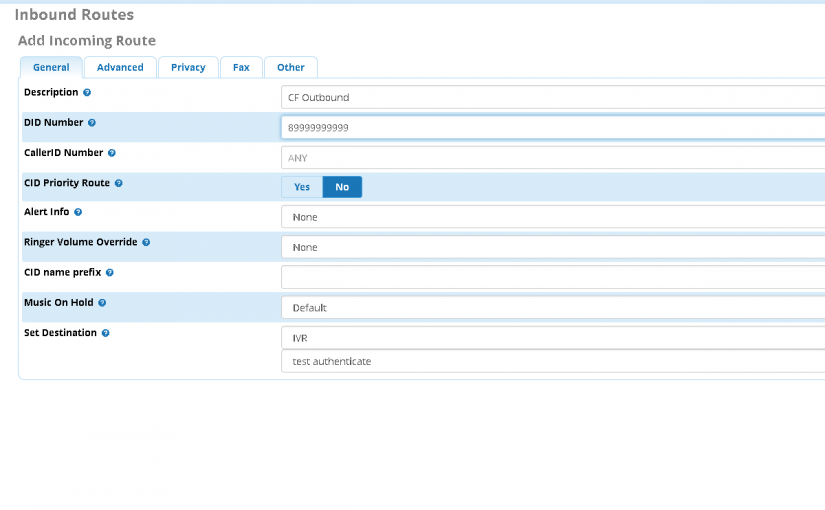 Inbound Routes
Add Incoming Route
General Advanced Privacy Fax Other
Description CF Outbound
DID Number 89999999999
CallerID Number ANY
CID Priority Route Yes No
Alert Info None
Ringer Volume Override None
CID name prefix
Music On Hold Default
Set Destination IVR
test authenticate